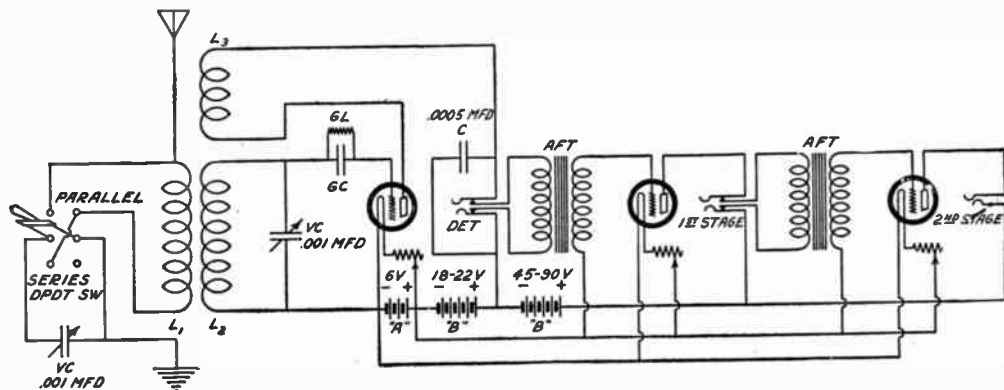 L3
.0005 MFD
C
GL
GC
AFT
AFT
PARALLEL
VC
.001 MFD
DET
1ST STAGE
2ND STAGE
SERIES
DPDT SW
6V
18-22V
45-90V
- +
- +
- +
"A"
"B"
"B"
L1
L2
VC
.001 MFD